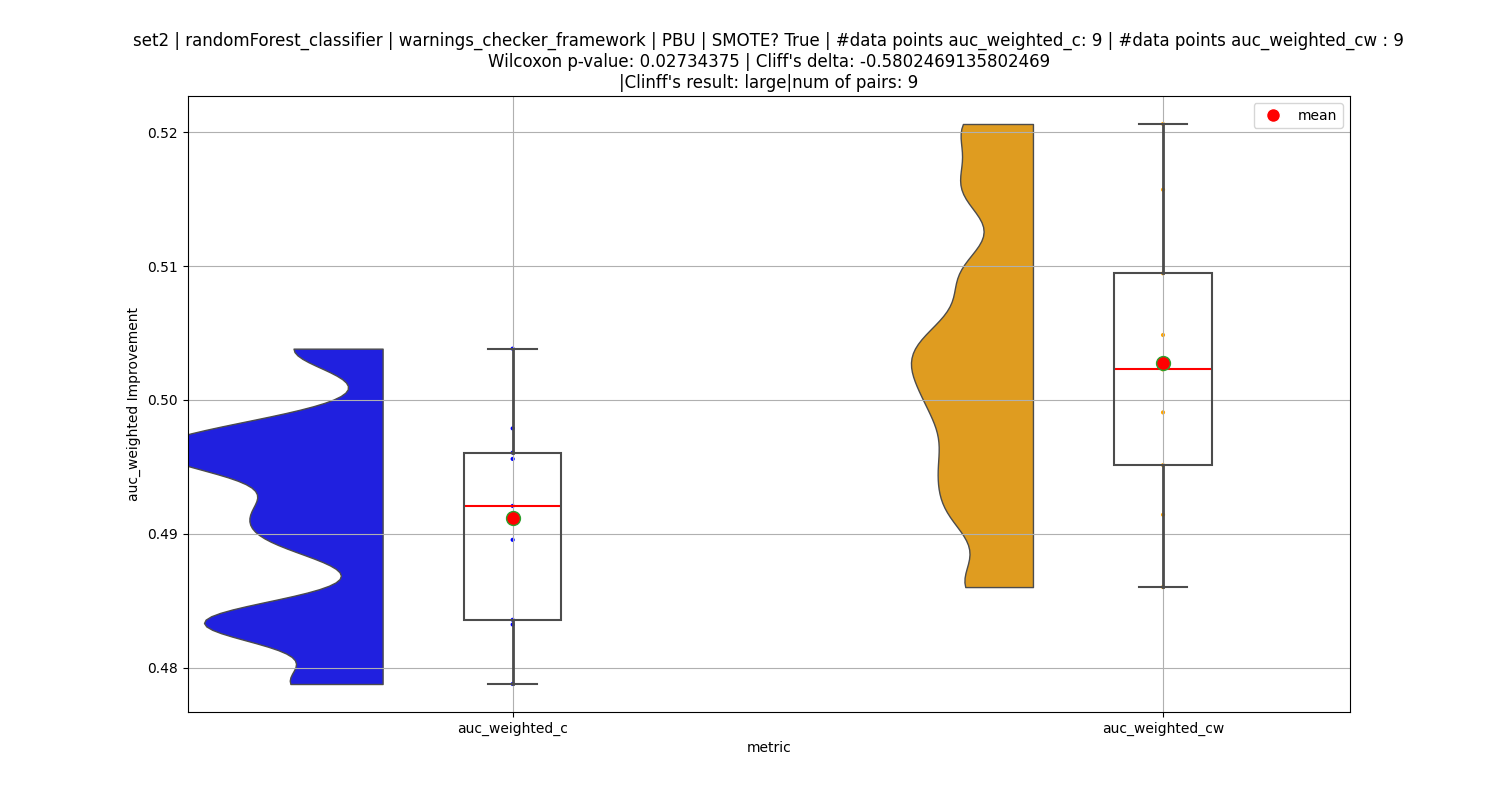 set2 | randomForest_classifier | warnings_checker_framework | PBU | SMOTE? True | #data points auc_weighted_c: 9 | #data points auc_weighted_cw : 9
Wilcoxon p-value: 0.02734375 | Cliff's delta: -0.5802469135802469
|Clinff's result: large|num of pairs: 9
mean
0.52
0.51
0.50
0.49
0.48
auc_weighted Improvement
auc_weighted_c
auc_weighted_cw
metric